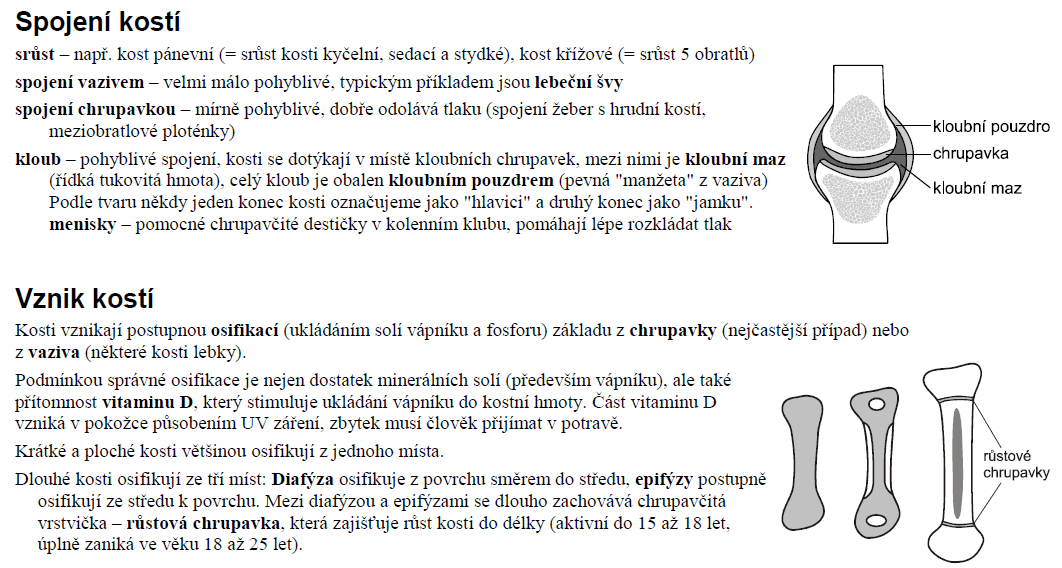 Spojení kostí
srůst – např. kost pánevní (= srůst kosti kyčelní, sedací a stydké), kost křížové (= srůst 5 obratlů)
spojení vazivem – velmi málo pohyblivé, typickým příkladem jsou lebeční švy
spojení chrupavkou – mírně pohyblivé, dobře odolává tlaku (spojení žeber s hrudní kostí,
meziobratlové ploténky)
kloub – pohyblivé spojení, kosti se dotýkají v místě kloubních chrupavek, mezi nimi je kloubní maz
(řídká tukovitá hmota), celý kloub je obalen kloubním pouzdrem (pevná "manžeta" z vaziva)
Podle tvaru někdy jeden konec kosti označujeme jako "hlavici" a druhý konec jako "jamku".
menisky – pomocné chrupavčité destičky v kolenním klubu, pomáhají lépe rozkládat tlak
kloubní pouzdro
chrupavka
kloubní maz
Vznik kostí
Kosti vznikají postupnou osifikací (ukládáním solí vápníku a fosforu) základu z chrupavky (nejčastější případ) nebo
z vaziva (některé kosti lebky).
Podmínkou správné osifikace je nejen dostatek minerálních solí (především vápníku), ale také
přítomnost vitaminu D, který stimuluje ukládání vápníku do kostní hmoty. Část vitaminu D
vzniká v pokožce působením UV záření, zbytek musí člověk přijímat v potravě.
Krátké a ploché kosti většinou osifikují z jednoho místa.
Dlouhé kosti osifikují ze tří míst: Diafýza osifikuje z povrchu směrem do středu, epifýzy postupně
osifikují ze středu k povrchu. Mezi diafýzou a epifýzami se dlouho zachovává chrupavčitá
vrstvička – růstová chrupavka, která zajišťuje růst kosti do délky (aktivní do 15 až 18 let,
úplně zaniká ve věku 18 až 25 let).
růstové
chrupavky